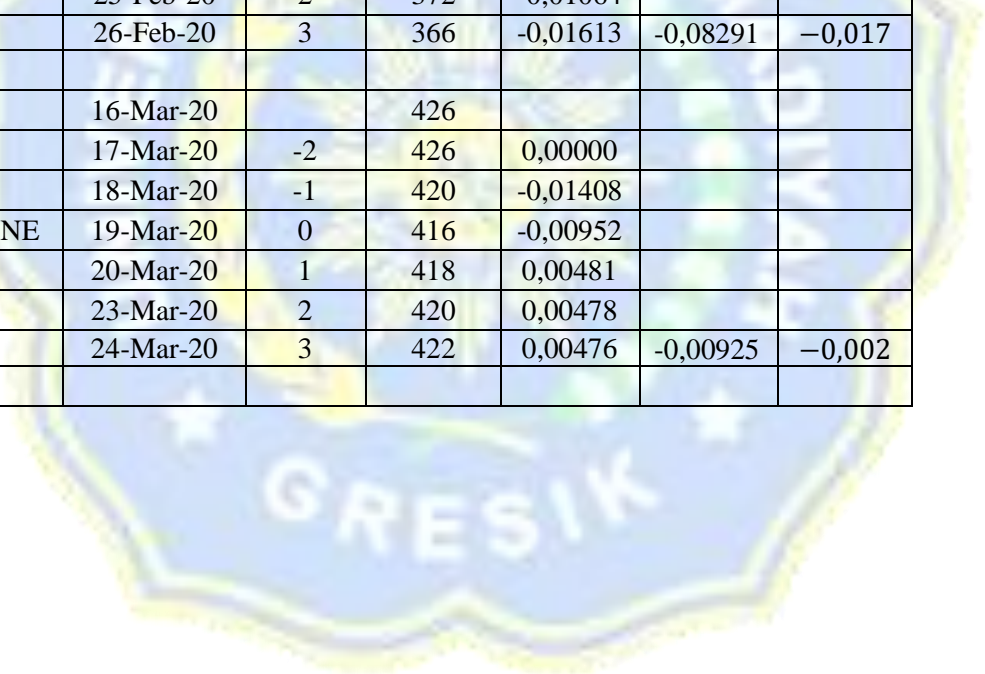 26-Feb-20 3 366 -0,01613 -0,08291 −0,017
16-Mar-20 426
17-Mar-20 -2 426 0,00000
18-Mar-20 -1 420 -0,01408
NE 19-Mar-20 0 416 -0,00952
20-Mar-20 1 418 0,00481
23-Mar-20 2 420 0,00478
24-Mar-20 3 422 0,00476 -0,00925 −0,002
GRESIK